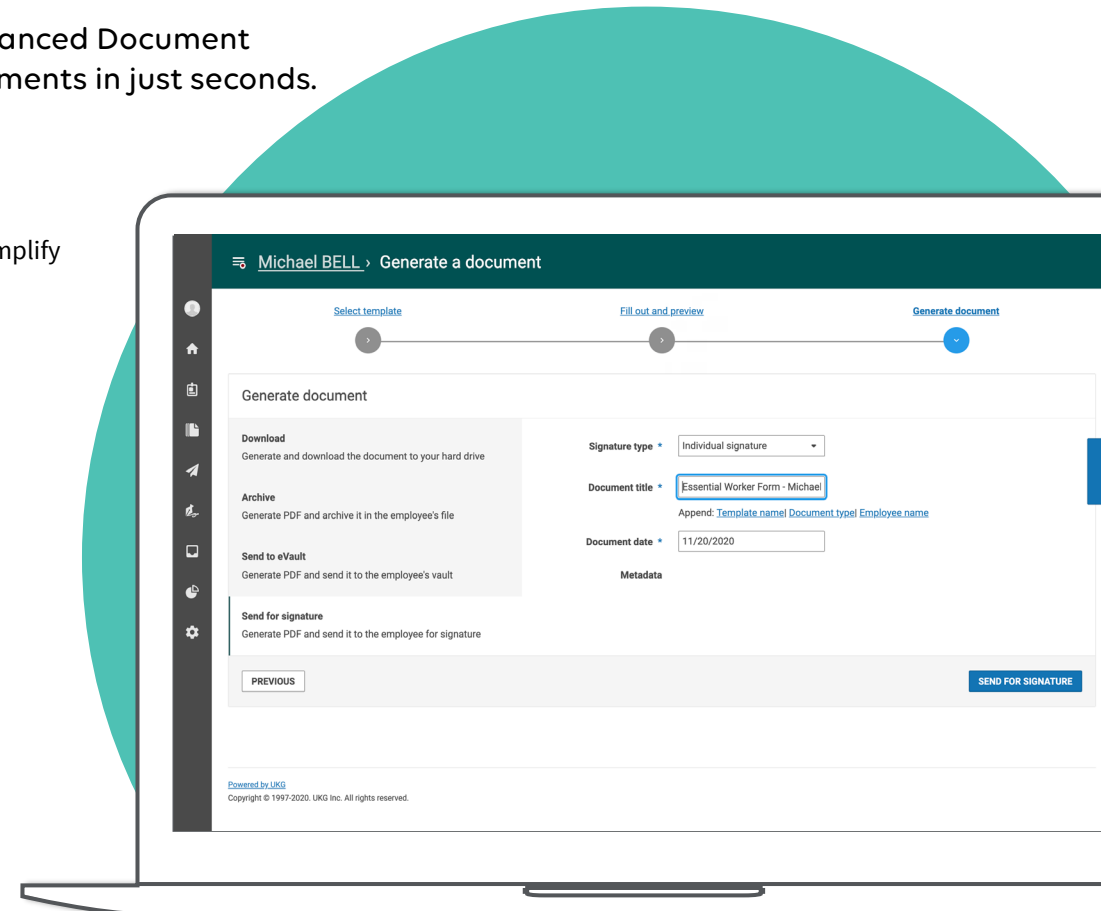 anced Document
ments in just seconds.
mplify
Michael BELL › Generate a document
Select template
Fill out and preview
Generate document
Generate document
Download
Generate and download the document to your hard drive
Archive
Generate PDF and archive it in the employee's file
Send to eVault
Generate PDF and send it to the employee's vault
Send for signature
Generate PDF and send it to the employee for signature
Signature type * Individual signature
Document title * Essential Worker Form - Michael
Append: Template name| Document type| Employee name
Document date * 11/20/2020
Metadata
PREVIOUS
SEND FOR SIGNATURE
Powered by UKG
Copyright © 1997-2020. UKG Inc. All rights reserved.